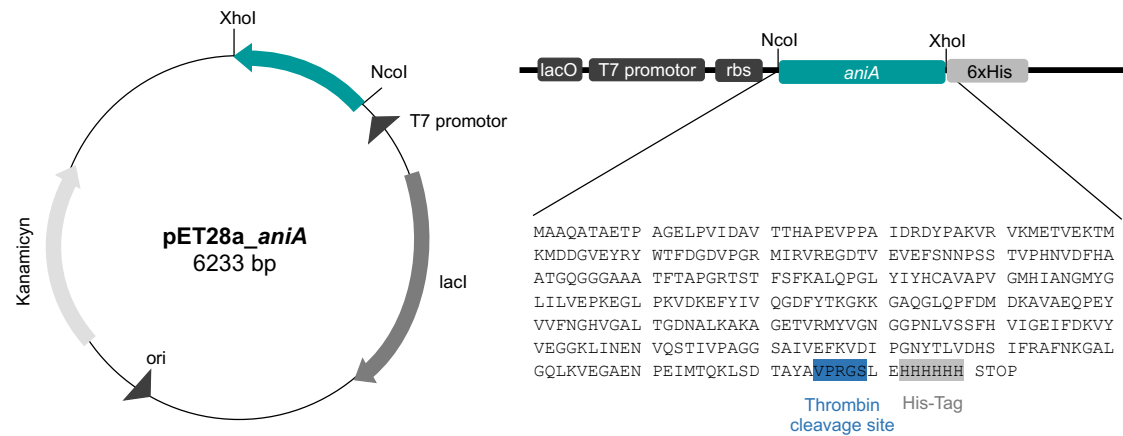 XhoI
NcoI
T7 promotor
Kanamicyn
pET28a_aniA
6233 bp
lacI
ori
NcoI
XhoI
lacO T7 promotor rbs aniA 6xHis
MAAQATAETP AGELPVIDAV TTHAPEVPPA IDRDYPAKVR VKMETVEKTM
KMDDGVEYRY WTFDGDVPGR MIRVREGDTV EVEFSNNPSS TVPHNVDFHA
ATGQGGGAAA TFTAPGRTST FSFKALQPGL YIYHCAVAPV GMHIANGMYG
LILVEPKEGL PKVDKEFYIV QGDFYTKGKK GAQGLQPFDM DKAVAEQPEY
VVFNGHVGAL TGDNALKAKA GETVRMYVGN GGPNLVSSFH VIGEIFDKVY
VEGGKLINEN VQSTIVPAGG SAIVEFKVDI PGNYTLVDHS IFRAFNKGAL
GQLKVEGAEN PEIMTQKLSD TAYAVPRGSL EHHHHHH STOP
Thrombin
cleavage site
His-Tag